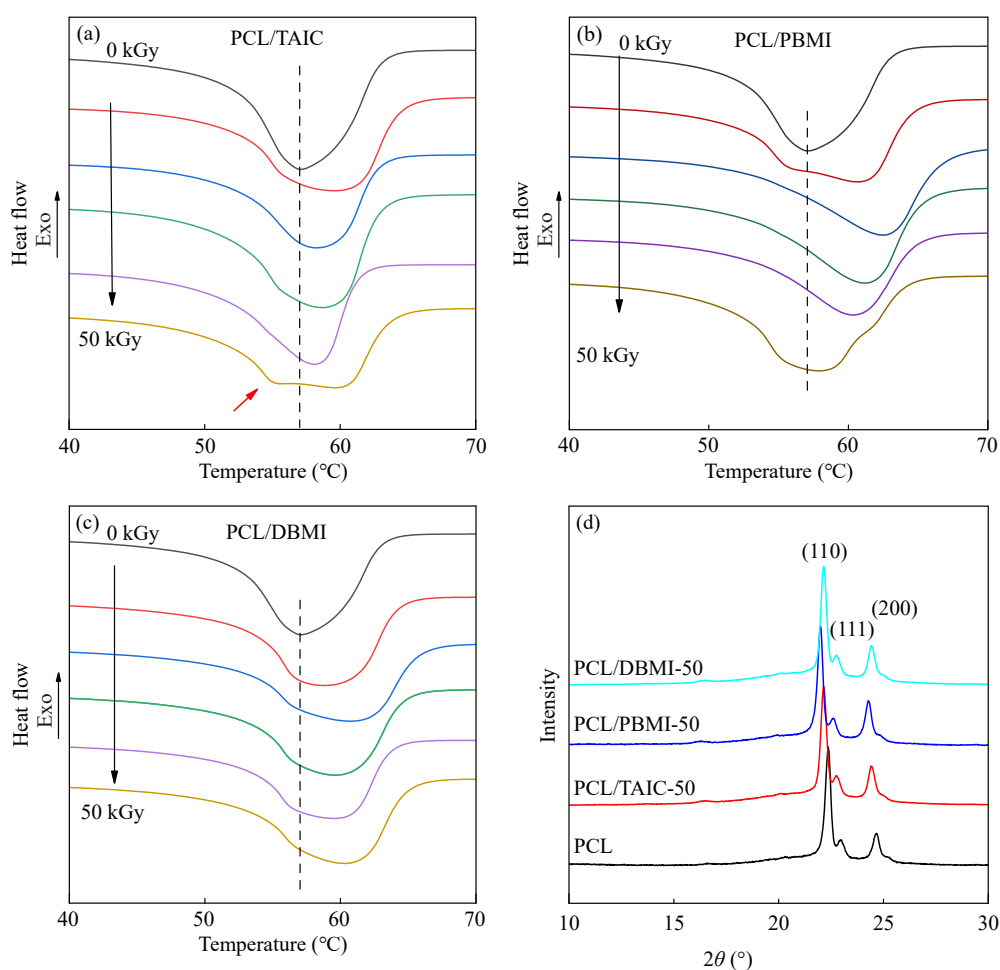 (a)
PCL/TAIC
0 kGy
50 kGy
Heat flow
Exo
40
50
60
70
Temperature (℃)
(b)
PCL/PBMI
0 kGy
50 kGy
Heat flow
Exo
40
50
60
70
Temperature (℃)
(c)
PCL/DBMI
0 kGy
50 kGy
Heat flow
Exo
40
50
60
70
Temperature (℃)
(d)
(110)
(200)
(111)
PCL/DBMI-50
PCL/PBMI-50
PCL/TAIC-50
PCL
Intensity
10
15
20
25
30
2θ (°)